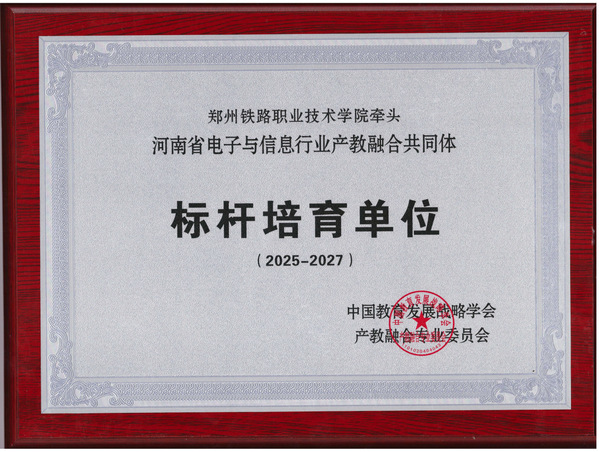 郑州铁路职业技术学院牵头
河南省电子与信息行业产教融合共同体
标杆培育单位
(2025-2027)
中国教育发展战略学会
产教融合专业委员会